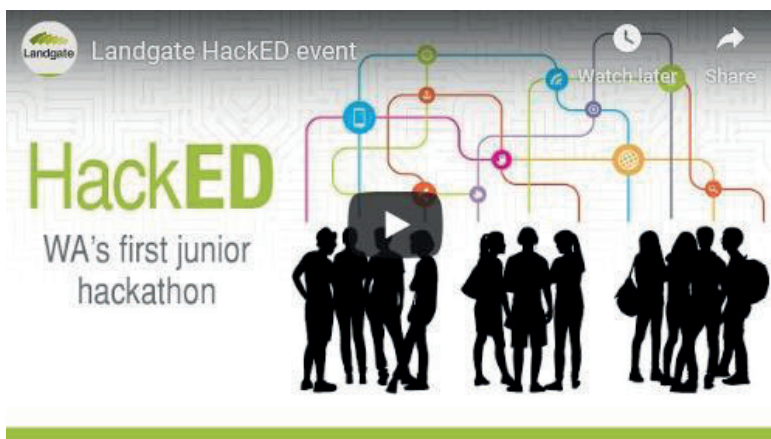 Landgate
Landgate HackED event
Watch later
Share
HackED
WA's first junior
hackathon